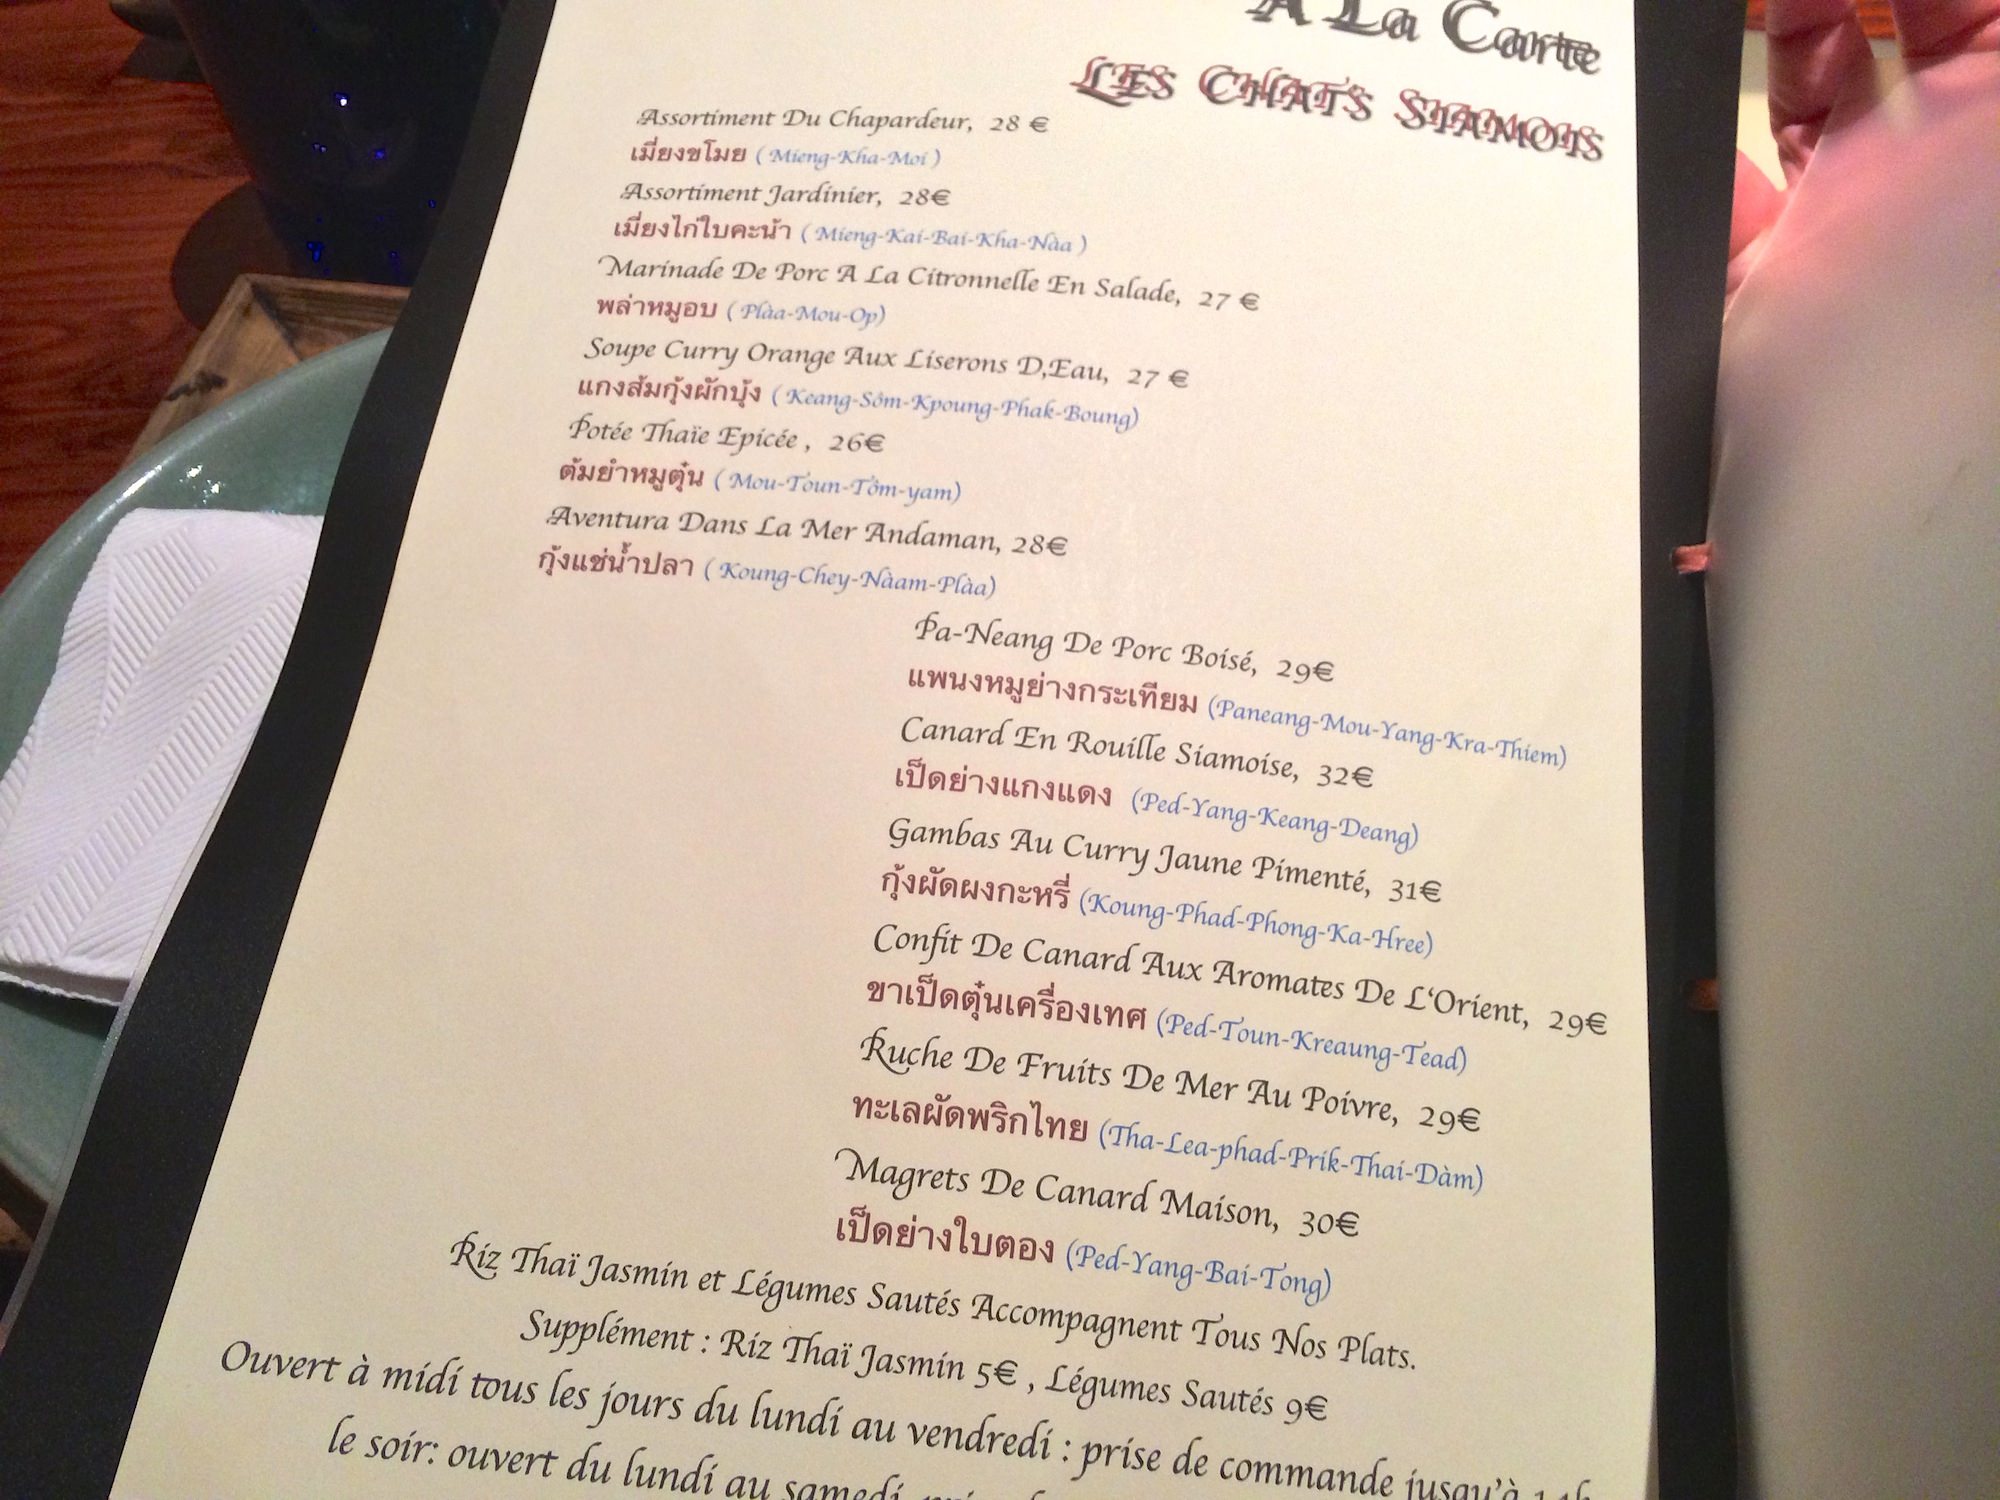 A La Carte
LES CHATS SIAMOIS
Assortiment Du Chapardeur, 28 €
เมี่ยงขโมย ( Mieng-Kha-Moi )
Assortiment Jardinier, 28€
เมี่ยงไก่ใบคะน้า ( Mieng-Kai-Bai-Kha-Nàa )
Marinade De Porc A La Citronnelle En Salade, 27 €
พล่าหมูอบ ( Plàa-Mou-Op)
Soupe Curry Orange Aux Liserons D,Eau, 27 €
แกงส้มกุ้งผักบุ้ง ( Keang-Sôm-Kpoung-Phak-Boung)
Potée Thaïe Epicée , 26€
ต้มยำหมูตุ๋น ( Mou-Toun-Tôm-yam)
Aventura Dans La Mer Andaman, 28€
กุ้งแช่น้ำปลา ( Koung-Chey-Nàam-Plàa)
Pa-Neang De Porc Boisé, 29€
แพนงหมูย่างกระเทียม (Paneang-Mou-Yang-Kra-Thiem)
Canard En Rouille Siamoise, 32€
เป็ดย่างแกงแดง (Ped-Yang-Keang-Deang)
Gambas Au Curry Jaune Pimenté, 31€
กุ้งผัดผงกะหรี่ (Koung-Phad-Phong-Ka-Hree)
Confit De Canard Aux Aromates De L'Orient, 29€
ขาเป็ดตุ๋นเครื่องเทศ (Ped-Toun-Kreaung-Tead)
Ruche De Fruits De Mer Au Poivre, 29€
ทะเลผัดพริกไทย (Tha-Lea-phad-Prik-Thai-Dàm)
Magrets De Canard Maison, 30€
เป็ดย่างใบตอง (Ped-Yang-Bai-Tong)
Riz Thaï Jasmin et Légumes Sautés Accompagnent Tous Nos Plats.
Supplément : Riz Thaï Jasmin 5€ , Légumes Sautés 9€
Ouvert à midi tous les jours du lundi au vendredi : prise de commande jusqu'à
le soir: ouvert du lundi au samedi,